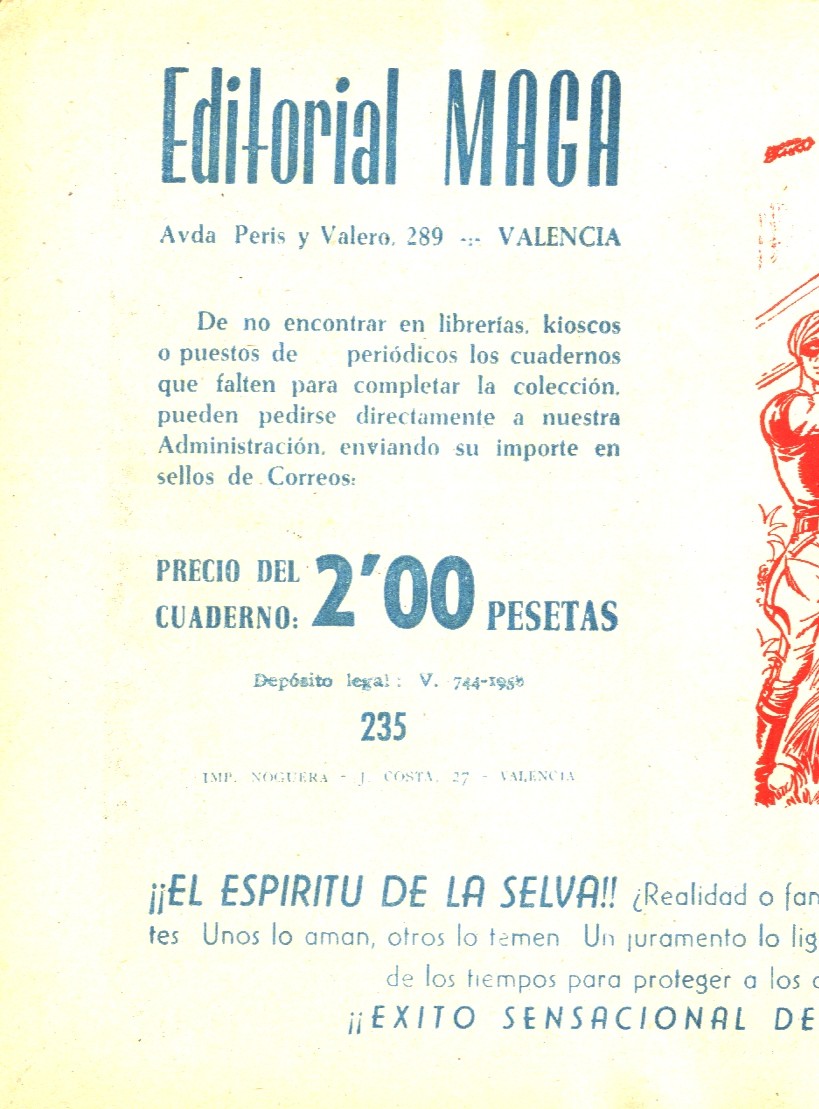 Editorial MAGA
Avda Peris y Valero, 289 -:- VALENCIA
De no encontrar en librerías, kioscos
o puestos de periódicos los cuadernos
que falten para completar la colección,
pueden pedirse directamente a nuestra
Administración, enviando su importe en
sellos de Correos:
PRECIO DEL
CUADERNO: 2'00 PESETAS
Depósito legal: V. 744-1958
235
IMP. NOGUERA - J. COSTA, 27 - VALENCIA
¡¡EL ESPIRITU DE LA SELVA!! ¿Realidad o fan
tes Unos lo aman, otros lo temen Un juramento lo lig
de los tiempos para proteger a los
¡¡EXITO SENSACIONAL DE